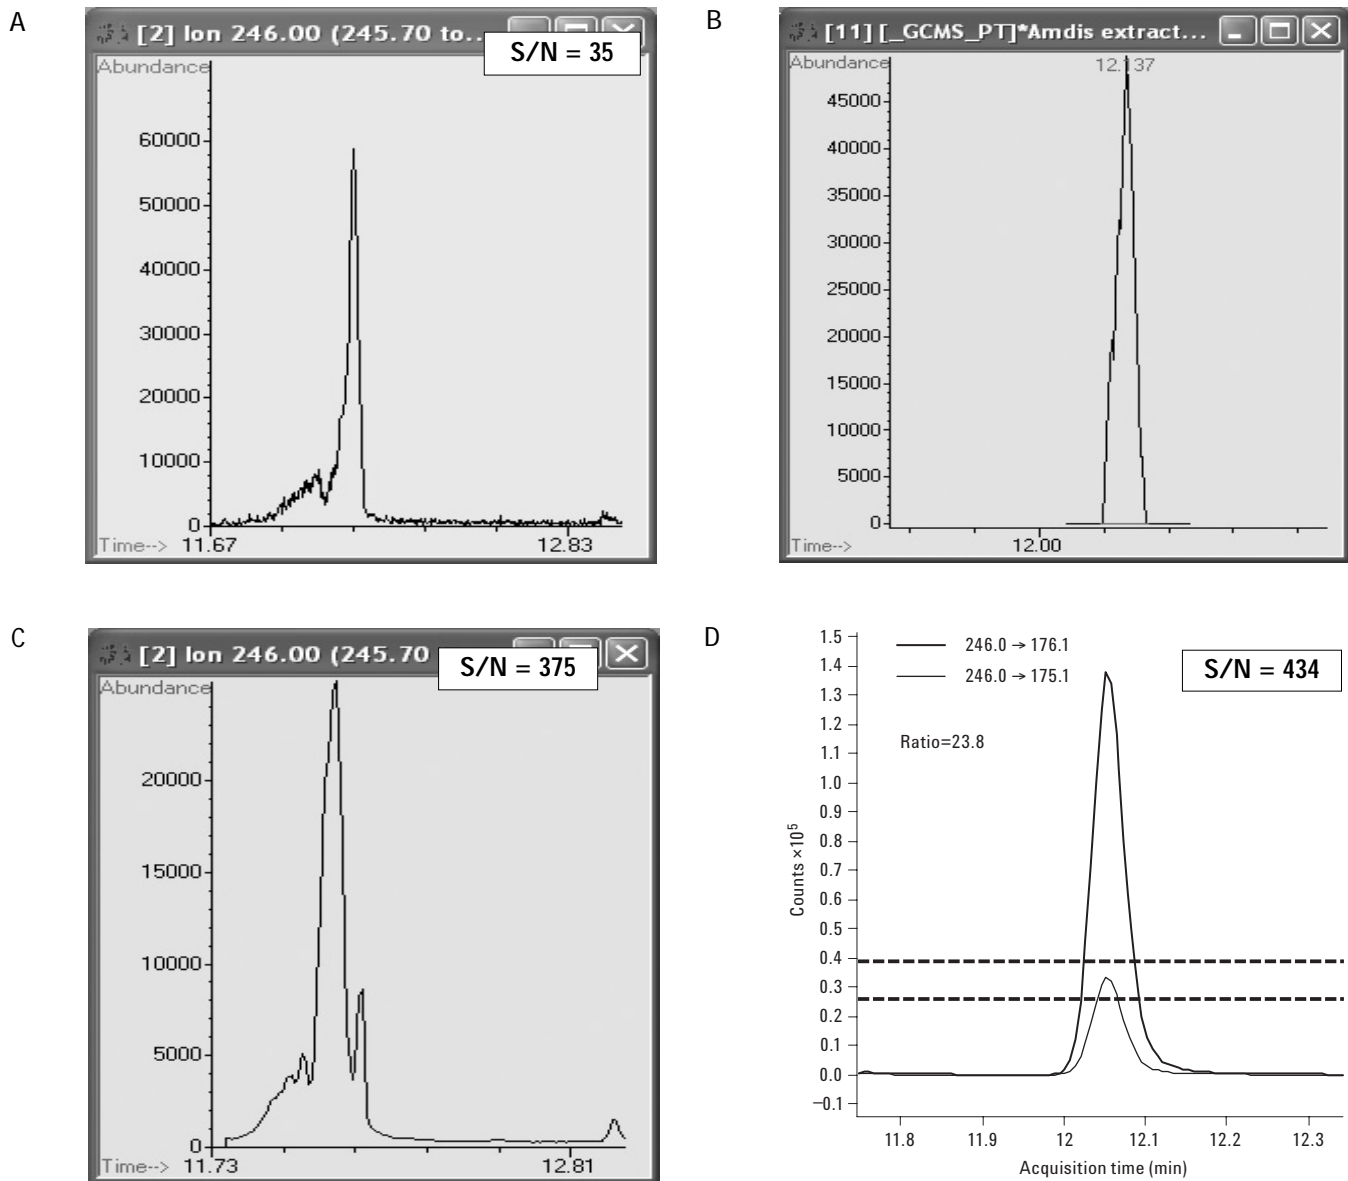 A
[2] Ion 246.00 (245.70 to..
S/N = 35
Abundance
60000
50000
40000
30000
20000
10000
0
Time-->
11.67
12.83
B
[11] [_GCMS_PT]*Amdis extract...
Abundance
12.137
45000
40000
35000
30000
25000
20000
15000
10000
5000
0
Time-->
12.00
C
[2] Ion 246.00 (245.70
S/N = 375
Abundance
20000
15000
10000
5000
0
Time-->
11.73
12.81
D
246.0 → 176.1
246.0 → 175.1
S/N = 434
Ratio=23.8
Counts ×10⁵
1.5
1.4
1.3
1.2
1.1
1.0
0.9
0.8
0.7
0.6
0.5
0.4
0.3
0.2
0.1
0.0
−0.1
11.8
11.9
12
12.1
12.2
12.3
Acquisition time (min)